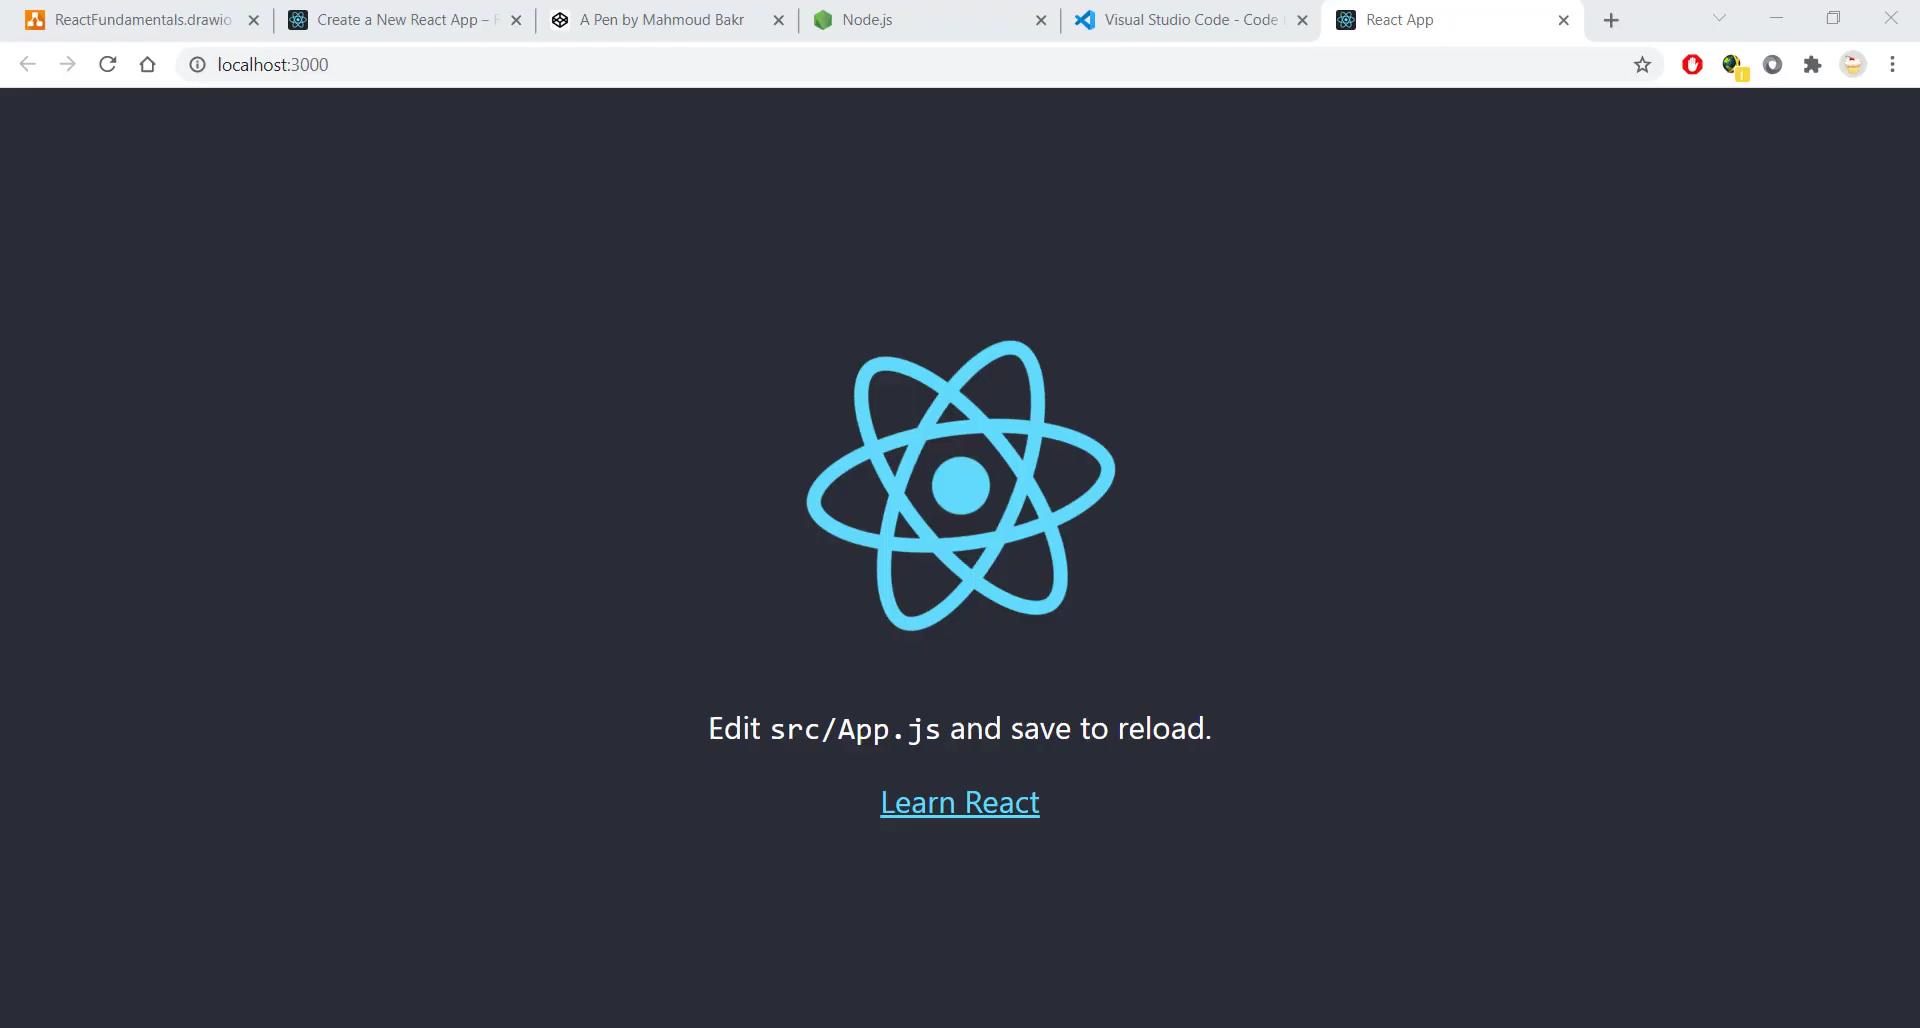 ReactFundamentals.drawio
Create a New React App –
A Pen by Mahmoud Bakr
Node.js
Visual Studio Code - Code
React App
localhost:3000
Edit src/App.js and save to reload.
Learn React